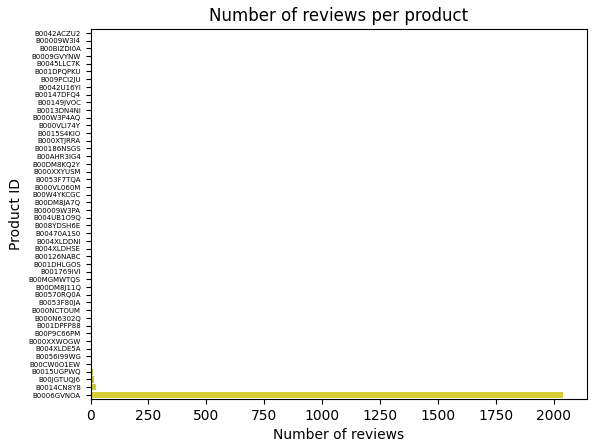 Number of reviews per product
Product ID
B0042ACZU2
B00009W3I4
B00BIZDI0A
B0009GVYNW
B0045LLC7K
B001DPQPKU
B009PCI2JU
B0042U16YI
B00147DFQ4
B00149JVOC
B0013DN4NI
B000W3P4AQ
B000VLI74Y
B0015S4KIO
B000XTJRRA
B00186NSGS
B00AHR3IG4
B00DM8KQ2Y
B000XXYUSM
B0053F7TQA
B000VL060M
B00W4YKCGC
B00DM8JA7Q
B00009W3PA
B004UB1O9Q
B008YDSH6E
B00470A1S0
B004XLDDNI
B004XLDHSE
B00126NABC
B001DHLGOS
B001769IVI
B00MGMWTQS
B00DM8J11Q
B00570RQ0A
B0053F80JA
B000NCTOUM
B000N6302Q
B001DPFP88
B00P9C66PM
B000XXWOGW
B004XLDE5A
B0056I99WG
B00CW0O1EW
B0015UGPWQ
B00JGTUQJ6
B0014CN8Y8
B0006GVNOA
0 250 500 750 1000 1250 1500 1750 2000
Number of reviews